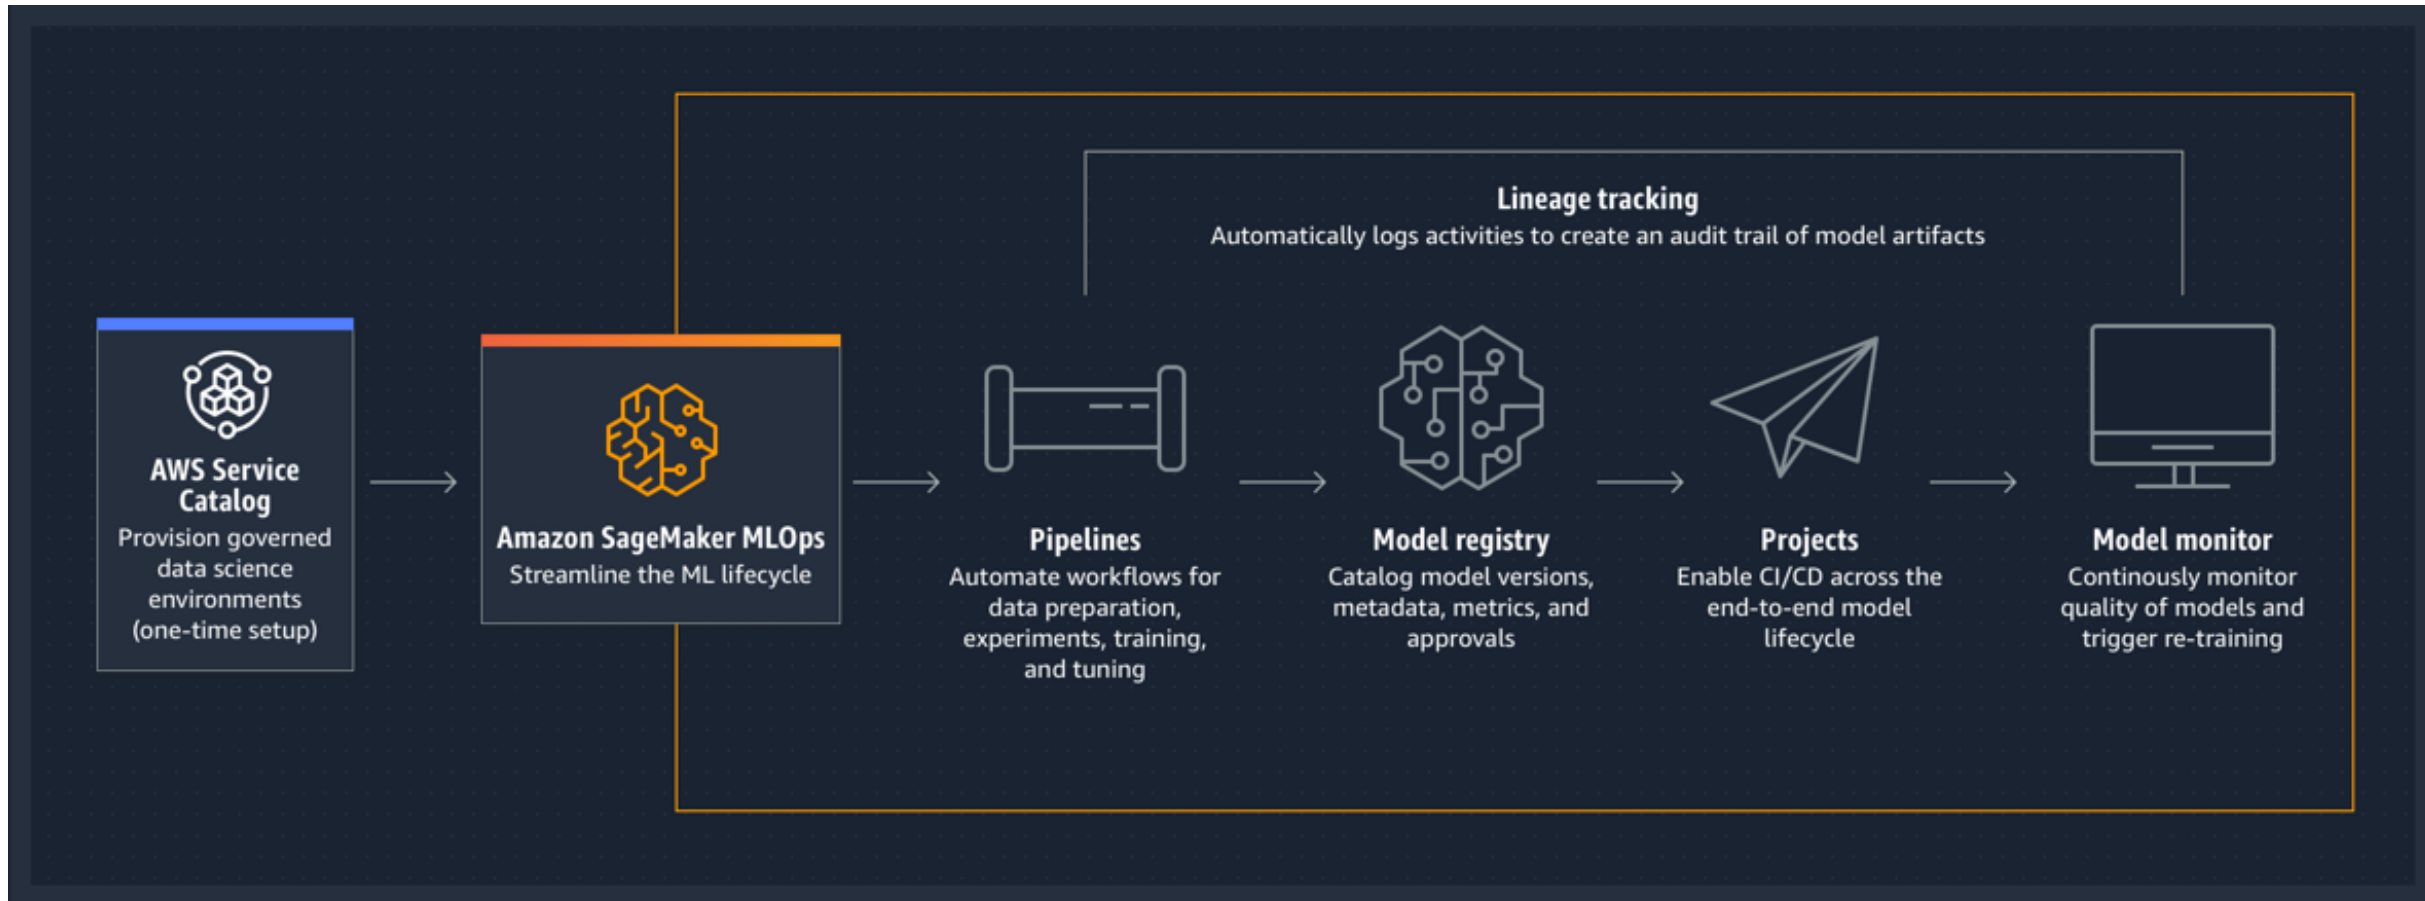 Lineage tracking
Automatically logs activities to create an audit trail of model artifacts
AWS Service
Catalog
Provision governed
data science
environments
(one-time setup)
Amazon SageMaker MLOps
Streamline the ML lifecycle
Pipelines
Automate workflows for
data preparation,
experiments, training,
and tuning
Model registry
Catalog model versions,
metadata, metrics, and
approvals
Projects
Enable CI/CD across the
end-to-end model
lifecycle
Model monitor
Continously monitor
quality of models and
trigger re-training